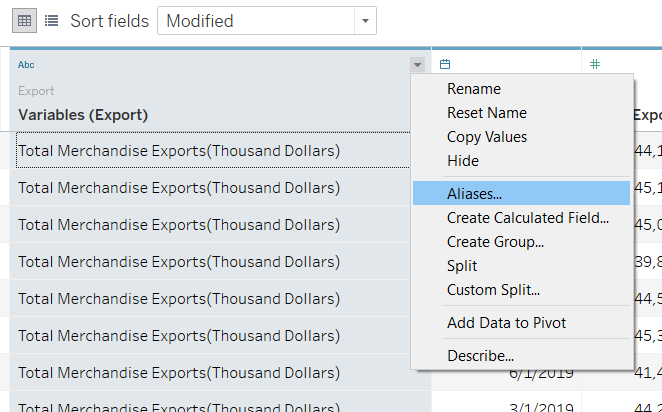 Sort fields Modified
Abc
#
Export
Variables (Export)
Rename
Reset Name
Copy Values
Hide
Aliases...
Create Calculated Field...
Create Group...
Split
Custom Split...
Add Data to Pivot
Describe...
Total Merchandise Exports(Thousand Dollars)
Total Merchandise Exports(Thousand Dollars)
Total Merchandise Exports(Thousand Dollars)
Total Merchandise Exports(Thousand Dollars)
Total Merchandise Exports(Thousand Dollars)
Total Merchandise Exports(Thousand Dollars)
Total Merchandise Exports(Thousand Dollars) 6/1/2019
Total Merchandise Exports(Thousand Dollars) 3/1/2019